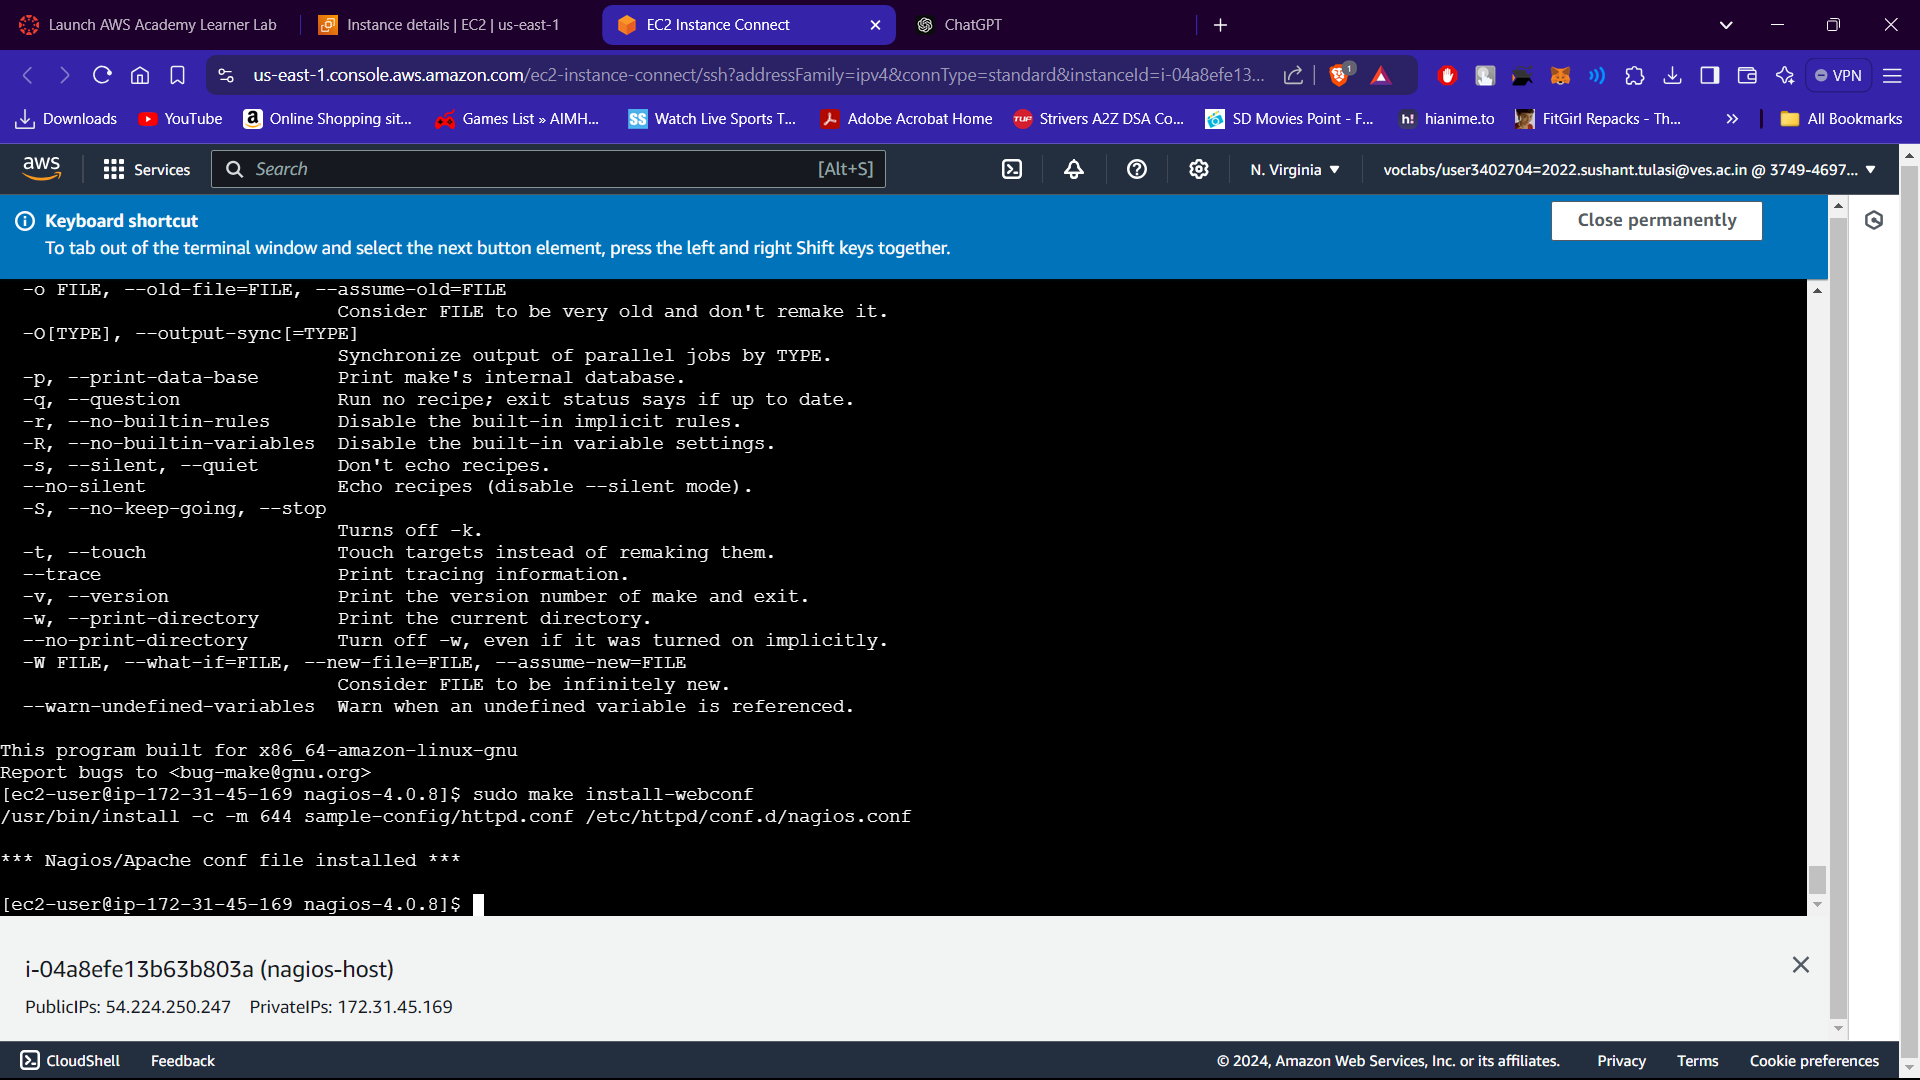 Launch AWS Academy Learner Lab
Instance details | EC2 | us-east-1
EC2 Instance Connect
ChatGPT
us-east-1.console.aws.amazon.com/ec2-instance-connect/ssh?addressFamily=ipv4&connType=standard&instanceId=i-04a8efe13...
1
VPN
Downloads
YouTube
Online Shopping sit...
Games List » AIMH...
SS Watch Live Sports T...
Adobe Acrobat Home
TUF Strivers A2Z DSA Co...
SD Movies Point - F...
h! hianime.to
FitGirl Repacks - Th...
»
All Bookmarks
aws
Services
Search
[Alt+S]
N. Virginia
voclabs/user3402704=2022.sushant.tulasi@ves.ac.in @ 3749-4697...
Keyboard shortcut
To tab out of the terminal window and select the next button element, press the left and right Shift keys together.
Close permanently
-o FILE, --old-file=FILE, --assume-old=FILE
Consider FILE to be very old and don't remake it.
-O[TYPE], --output-sync[=TYPE]
Synchronize output of parallel jobs by TYPE.
-p, --print-data-base Print make's internal database.
-q, --question Run no recipe; exit status says if up to date.
-r, --no-builtin-rules Disable the built-in implicit rules.
-R, --no-builtin-variables Disable the built-in variable settings.
-s, --silent, --quiet Don't echo recipes.
--no-silent Echo recipes (disable --silent mode).
-S, --no-keep-going, --stop
Turns off -k.
-t, --touch Touch targets instead of remaking them.
--trace Print tracing information.
-v, --version Print the version number of make and exit.
-w, --print-directory Print the current directory.
--no-print-directory Turn off -w, even if it was turned on implicitly.
-W FILE, --what-if=FILE, --new-file=FILE, --assume-new=FILE
Consider FILE to be infinitely new.
--warn-undefined-variables Warn when an undefined variable is referenced.
This program built for x86_64-amazon-linux-gnu
Report bugs to <bug-make@gnu.org>
[ec2-user@ip-172-31-45-169 nagios-4.0.8]$ sudo make install-webconf
/usr/bin/install -c -m 644 sample-config/httpd.conf /etc/httpd/conf.d/nagios.conf
*** Nagios/Apache conf file installed ***
[ec2-user@ip-172-31-45-169 nagios-4.0.8]$
i-04a8efe13b63b803a (nagios-host)
PublicIPs: 54.224.250.247 PrivateIPs: 172.31.45.169
CloudShell
Feedback
© 2024, Amazon Web Services, Inc. or its affiliates.
Privacy
Terms
Cookie preferences